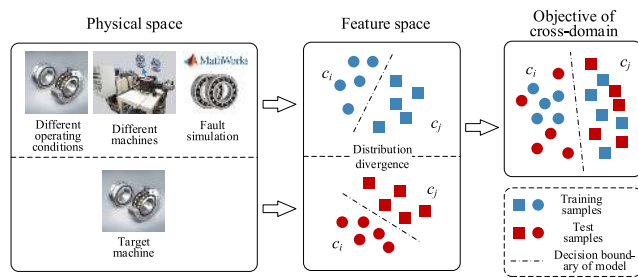 Physical space
Feature space
Objective of
cross-domain
MathWorks
Different
operating
conditions
Different
machines
Fault
simulation
Target
machine
c_i
c_j
Distribution
divergence
c_j
c_i
c_i
c_j
Training
samples
Test
samples
Decision bound-
ary of model